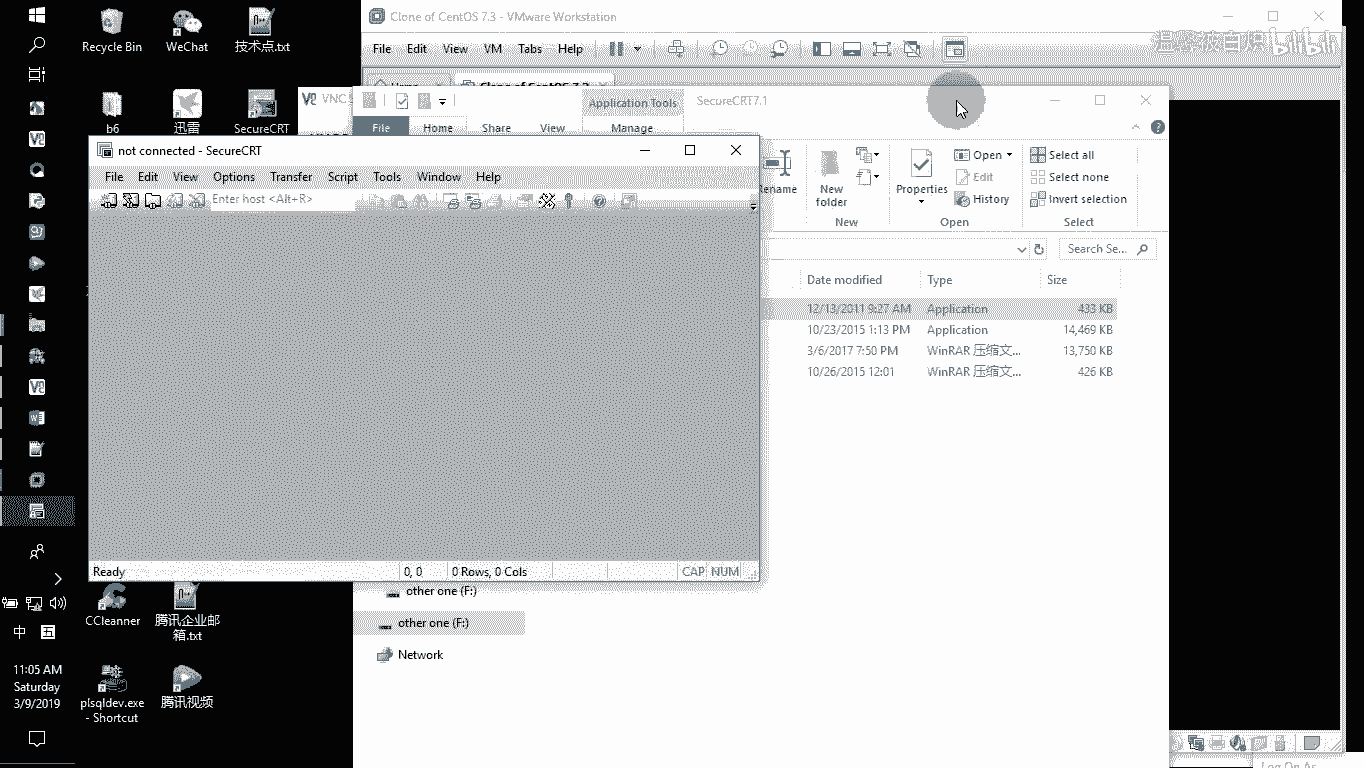 Recycle Bin
WeChat
技术点.txt
b6
迅雷
SecureCRT
Clone of CentOS 7.3 - VMware Workstation
File Edit View VM Tabs Help
Home
Clone of CentOS 7.3
bilibili
VNC
Application Tools
SecureCRT7.1
File Home Share View Manage
not connected - SecureCRT
File Edit View Options Transfer Script Tools Window Help
Enter host <Alt+R>
Rename
New folder
New
Properties
Open
Edit
History
Open
Select all
Select none
Invert selection
Select
Search Se...
Date modified Type Size
12/13/2011 9:27 AM Application 433 KB
10/23/2015 1:13 PM Application 14,469 KB
3/6/2017 7:50 PM WinRAR 压缩文... 13,750 KB
10/26/2015 12:01 WinRAR 压缩文... 426 KB
Ready 0, 0 0 Rows, 0 Cols CAP NUM
other one (F:)
other one (F:)
Network
CCleaner
腾讯企业邮箱.txt
中 五
11:05 AM
Saturday
3/9/2019
plsqldev.exe
- Shortcut
腾讯视频
Log On As